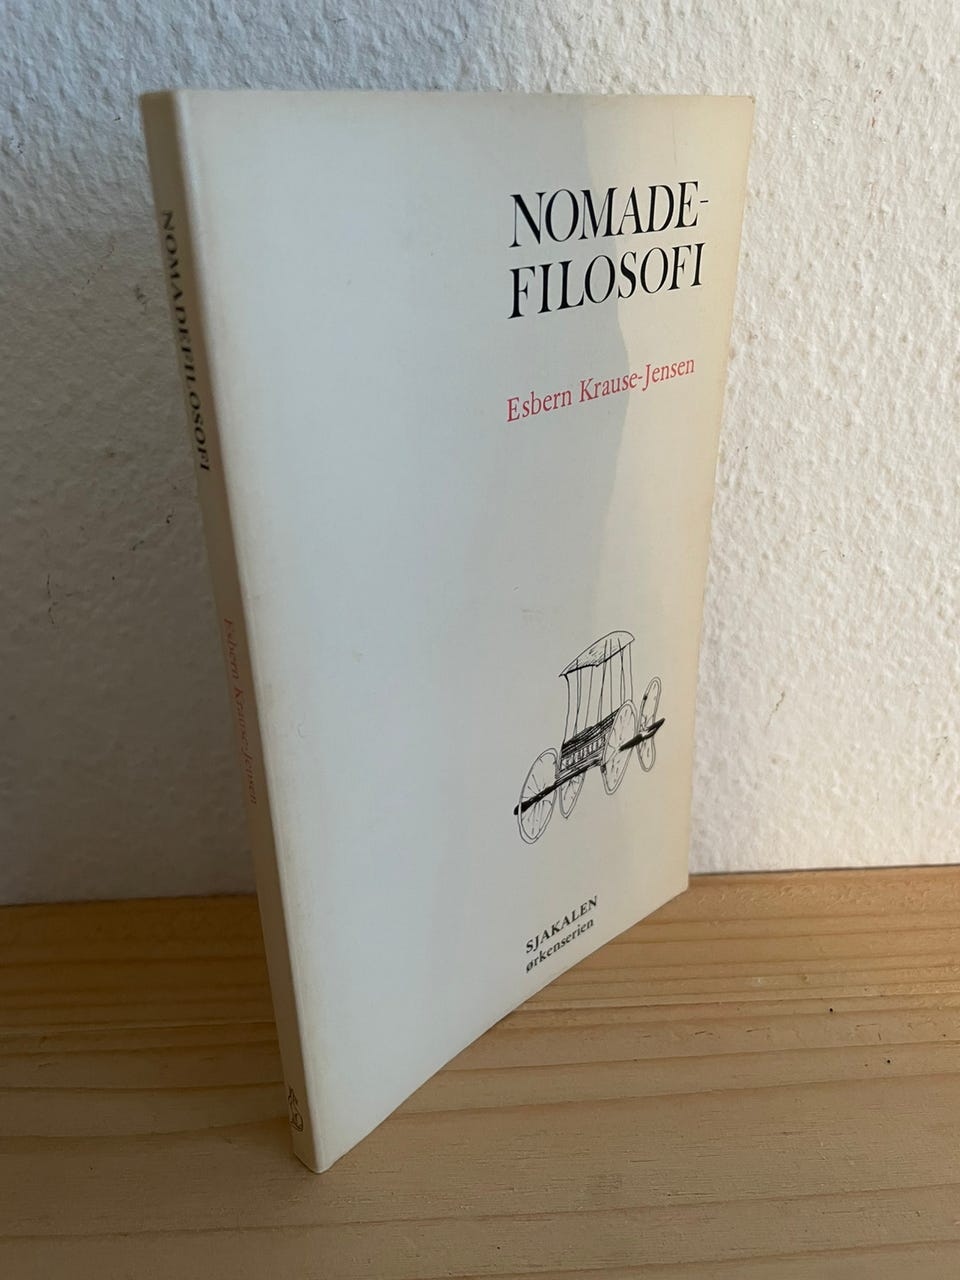 NOMADE-
FILOSOFI
Esbern Krause-Jensen
SJAKALEN
ørkenserien
NOMADEFILOSOFI
Esbern Krause-Jensen